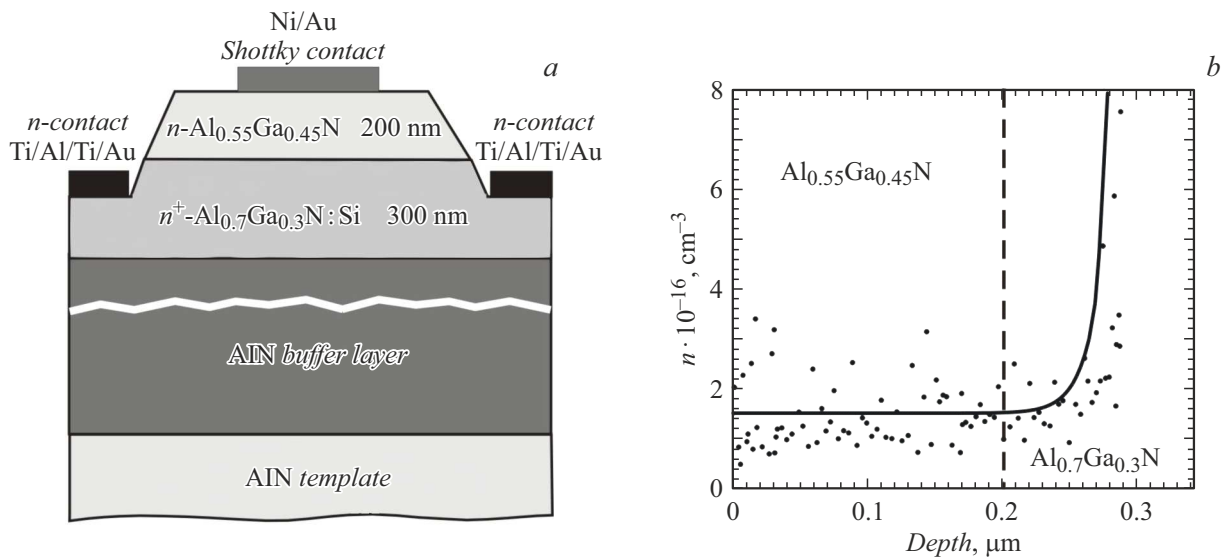 Ni/Au
Shottky contact
a
n-Al0.55Ga0.45N 200 nm
n-contact
Ti/Al/Ti/Au
n-contact
Ti/Al/Ti/Au
n+-Al0.7Ga0.3N:Si 300 nm
AlN buffer layer
AlN template
b
8
6
4
2
0
n · 10−16, cm−3
Al0.55Ga0.45N
Al0.7Ga0.3N
0
0.1
0.2
0.3
Depth, μm